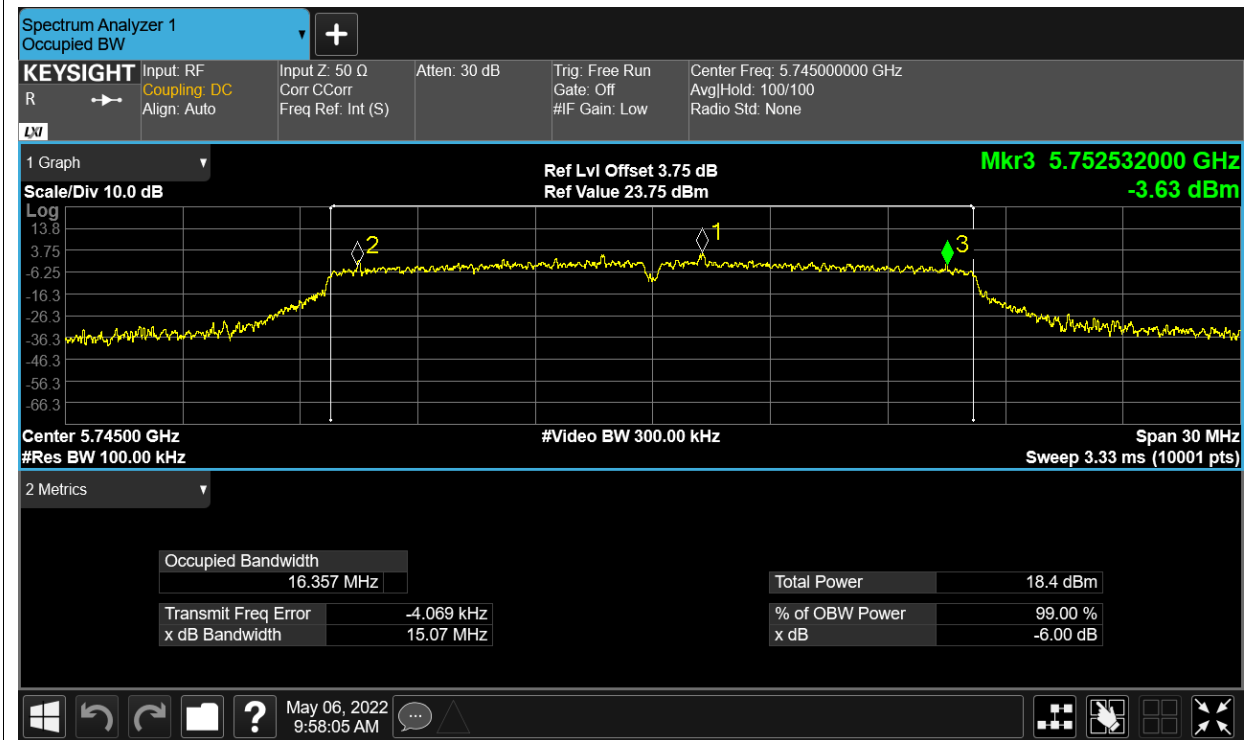 Spectrum Analyzer 1
Occupied BW
KEYSIGHT
R
LXI
Input: RF
Coupling: DC
Align: Auto
Input Z: 50 Ω
Corr CCorr
Freq Ref: Int (S)
Atten: 30 dB
Trig: Free Run
Gate: Off
#IF Gain: Low
Center Freq: 5.745000000 GHz
Avg|Hold: 100/100
Radio Std: None
1 Graph
Scale/Div 10.0 dB
Ref Lvl Offset 3.75 dB
Ref Value 23.75 dBm
Mkr3 5.752532000 GHz
-3.63 dBm
Log
13.8
3.75
-6.25
-16.3
-26.3
-36.3
-46.3
-56.3
-66.3
2
1
3
Center 5.74500 GHz
#Res BW 100.00 kHz
#Video BW 300.00 kHz
Span 30 MHz
Sweep 3.33 ms (10001 pts)
2 Metrics
Occupied Bandwidth
16.357 MHz
Transmit Freq Error -4.069 kHz
x dB Bandwidth 15.07 MHz
Total Power 18.4 dBm
% of OBW Power 99.00 %
x dB -6.00 dB
?
May 06, 2022
9:58:05 AM